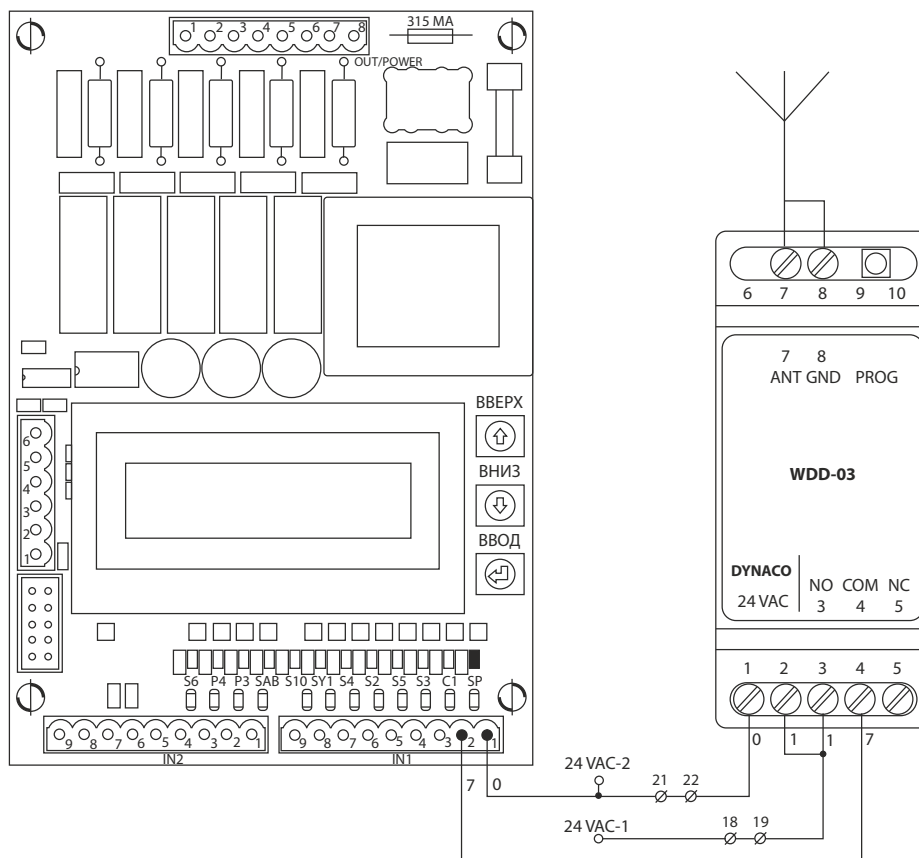 1 2 3 4 5 6 7 8
315 MA
OUT/POWER
ВВЕРХ
ВНИЗ
ВВОД
6
5
4
3
2
1
S6 P4 P3 SAB S10 SY1 S4 S2 S5 S3 C1 SP
9 8 7 6 5 4 3 2 1
IN2
9 8 7 6 5 4 3 2 1
IN1
7 0
24 VAC-2
21 22
24 VAC-1
18 19
6 7 8 9 10
7 8
ANT GND PROG
WDD-03
DYNACO
24 VAC
NO COM NC
3 4 5
1 2 3 4 5
0 1 1 7